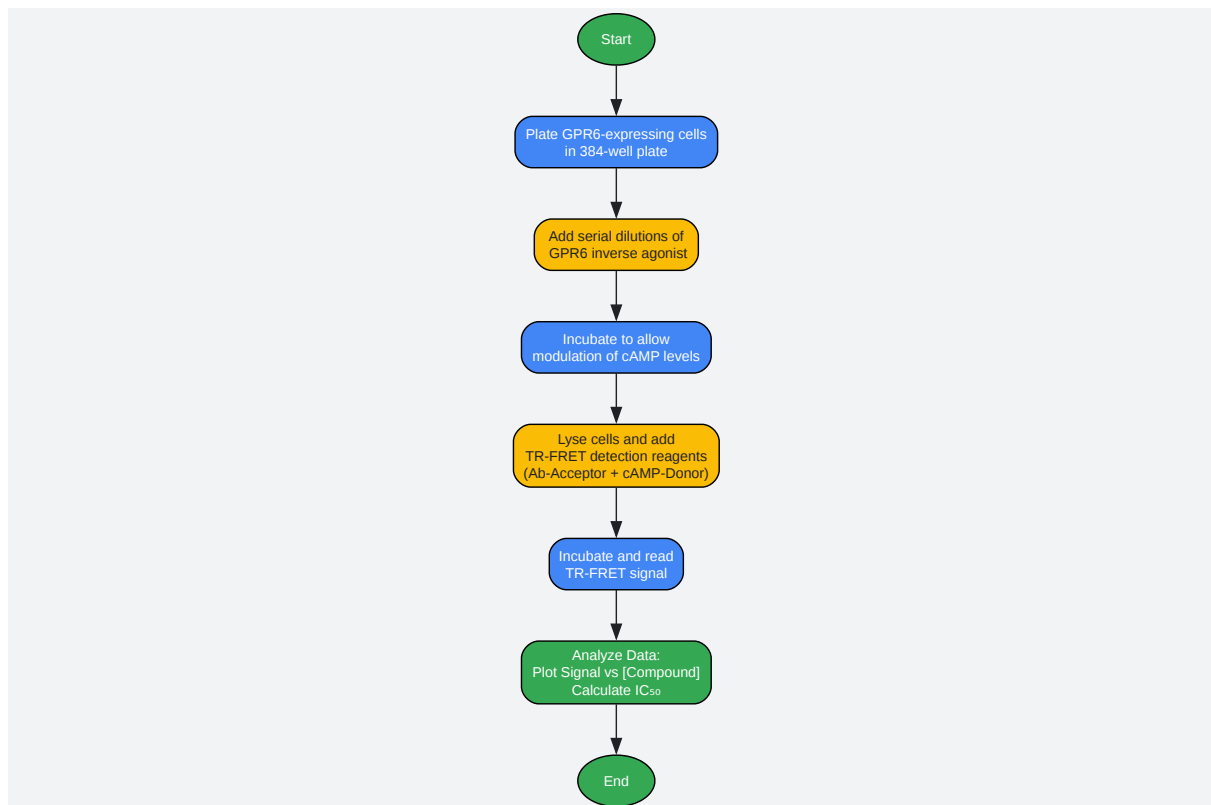 Start
Plate GPR6-expressing cells
in 384-well plate
Add serial dilutions of
GPR6 inverse agonist
Incubate to allow
modulation of cAMP levels
Lyse cells and add
TR-FRET detection reagents
(Ab-Acceptor + cAMP-Donor)
Incubate and read
TR-FRET signal
Analyze Data:
Plot Signal vs [Compound]
Calculate IC₅₀
End